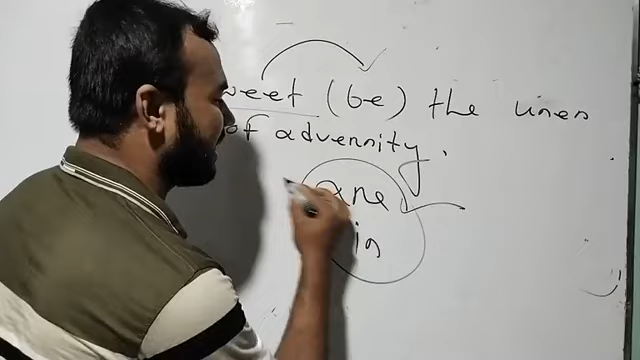 weet (be) the uses
of adversity.
are
is